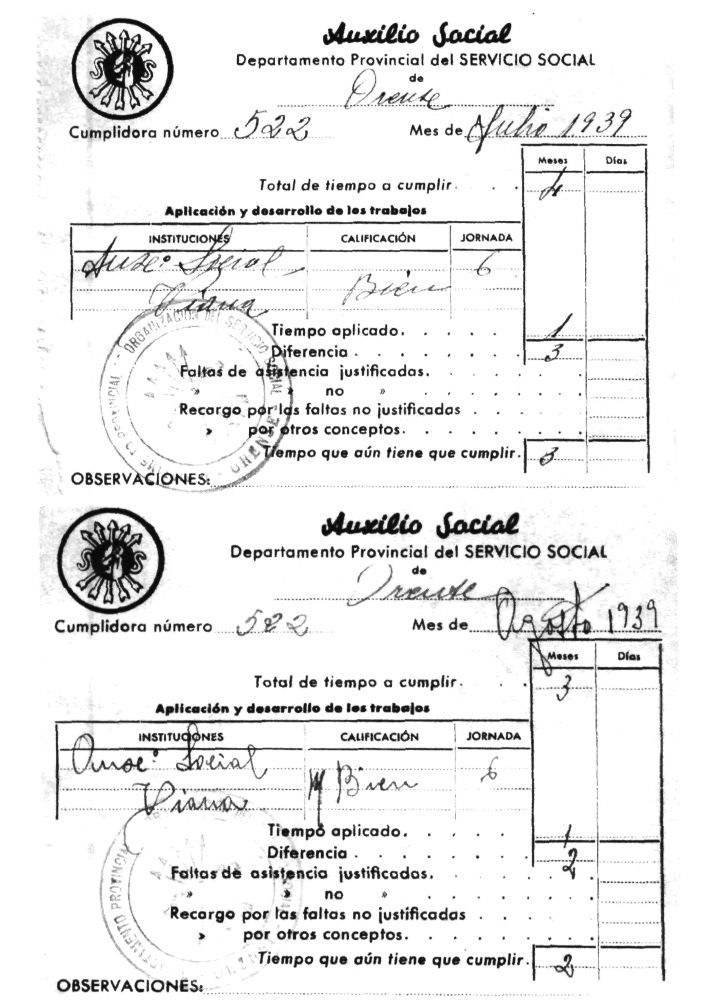 Auxilio Social
Departamento Provincial del SERVICIO SOCIAL
de
Orense
Cumplidora número 522 Mes de Julio 1939
Meses Días
Total de tiempo a cumplir. . . 4
Aplicación y desarrollo de los trabajos
INSTITUCIONES CALIFICACIÓN JORNADA
Auxº Social 6
Viana Bien
Tiempo aplicado. . . . . . 1
Diferencia . . . . . . . . 3
Faltas de asistencia justificadas. . . . .
» » no » . . . . .
Recargo por las faltas no justificadas . . .
» por otros conceptos. . . . . .
Tiempo que aún tiene que cumplir. 3
OBSERVACIONES:
ORGANIZACIÓN DEL SERVICIO SOCIAL
ORENSE
Auxilio Social
Departamento Provincial del SERVICIO SOCIAL
de
Orense
Cumplidora número 522 Mes de Agosto 1939
Meses Días
Total de tiempo a cumplir. . . 3
Aplicación y desarrollo de los trabajos
INSTITUCIONES CALIFICACIÓN JORNADA
Auxº Social 6
Viana M Bien
Tiempo aplicado. . . . . . 1
Diferencia . . . . . . . . 2
Faltas de asistencia justificadas. . . . .
» » no » . . . . .
Recargo por las faltas no justificadas . . .
» por otros conceptos. . . . . .
Tiempo que aún tiene que cumplir. 2
OBSERVACIONES: